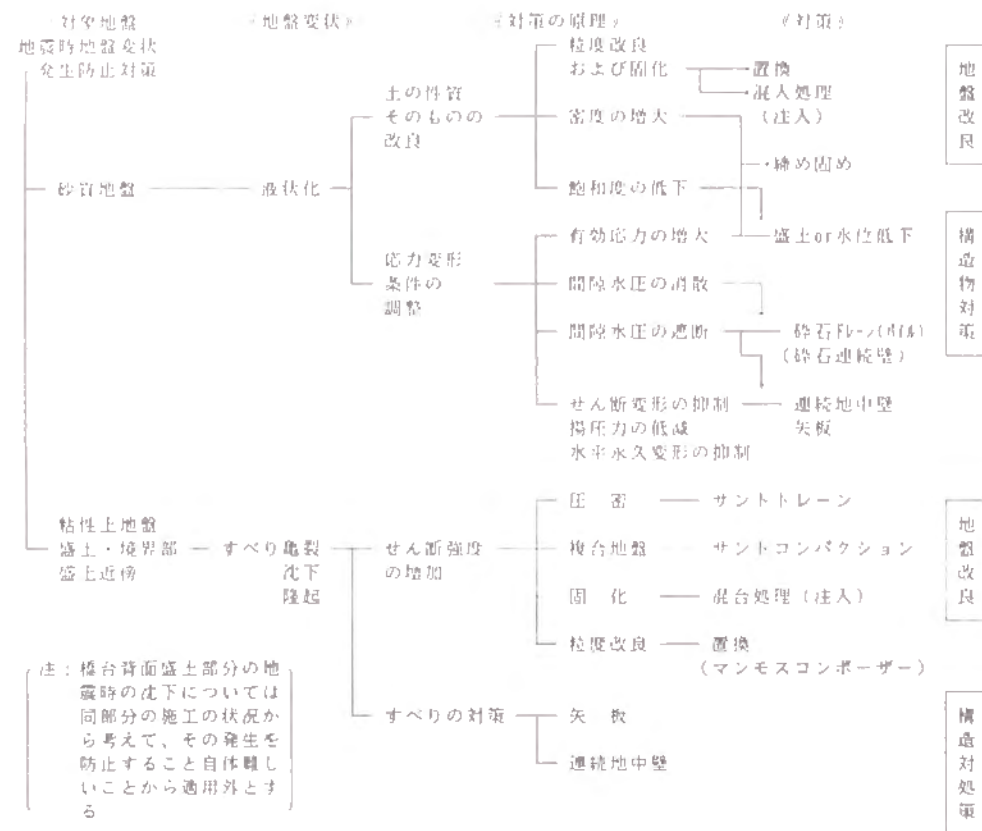 対象地盤 《地盤変状》 《対策の原理》 《対策》
地震時地盤変状
発生防止対策
砂質地盤
液状化
土の性質
そのものの
改良
応力変形
条件の
調整
粒度改良
および固化
置換
混入処理
(注入)
密度の増大
締め固め
飽和度の低下
有効応力の増大
盛土or水位低下
間隙水圧の消散
間隙水圧の遮断
砕石ドレーン(パイル)
(砕石連続壁)
せん断変形の抑制
揚圧力の低減
水平永久変形の抑制
連続地中壁
矢板
地盤改良
構造物対策
粘性土地盤
盛土・境界部
盛土近傍
すべり亀裂
沈下
隆起
せん断強度
の増加
圧 密
サンドドレーン
複合地盤
サンドコンパクション
固 化
混合処理(注入)
粒度改良
置換
(マンモスコンポーザー)
すべりの対策
矢 板
連続地中壁
地盤改良
構造対処策
注:橋台背面盛土部分の地
震時の沈下については
同部分の施工の状況か
ら考えて、その発生を
防止すること自体難し
いことから適用外とす
る